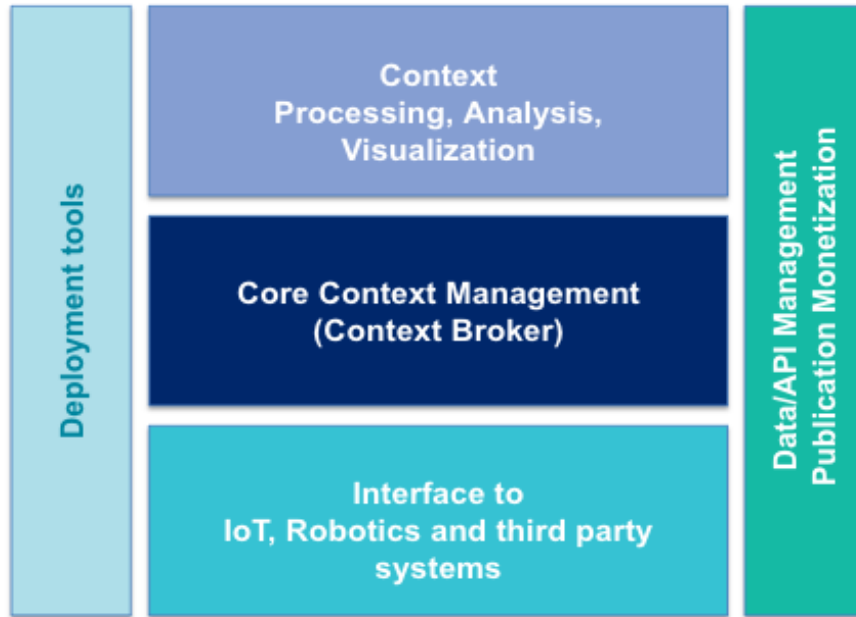 Deployment tools
Context
Processing, Analysis,
Visualization
Core Context Management
(Context Broker)
Interface to
IoT, Robotics and third party
systems
Data/API Management
Publication Monetization